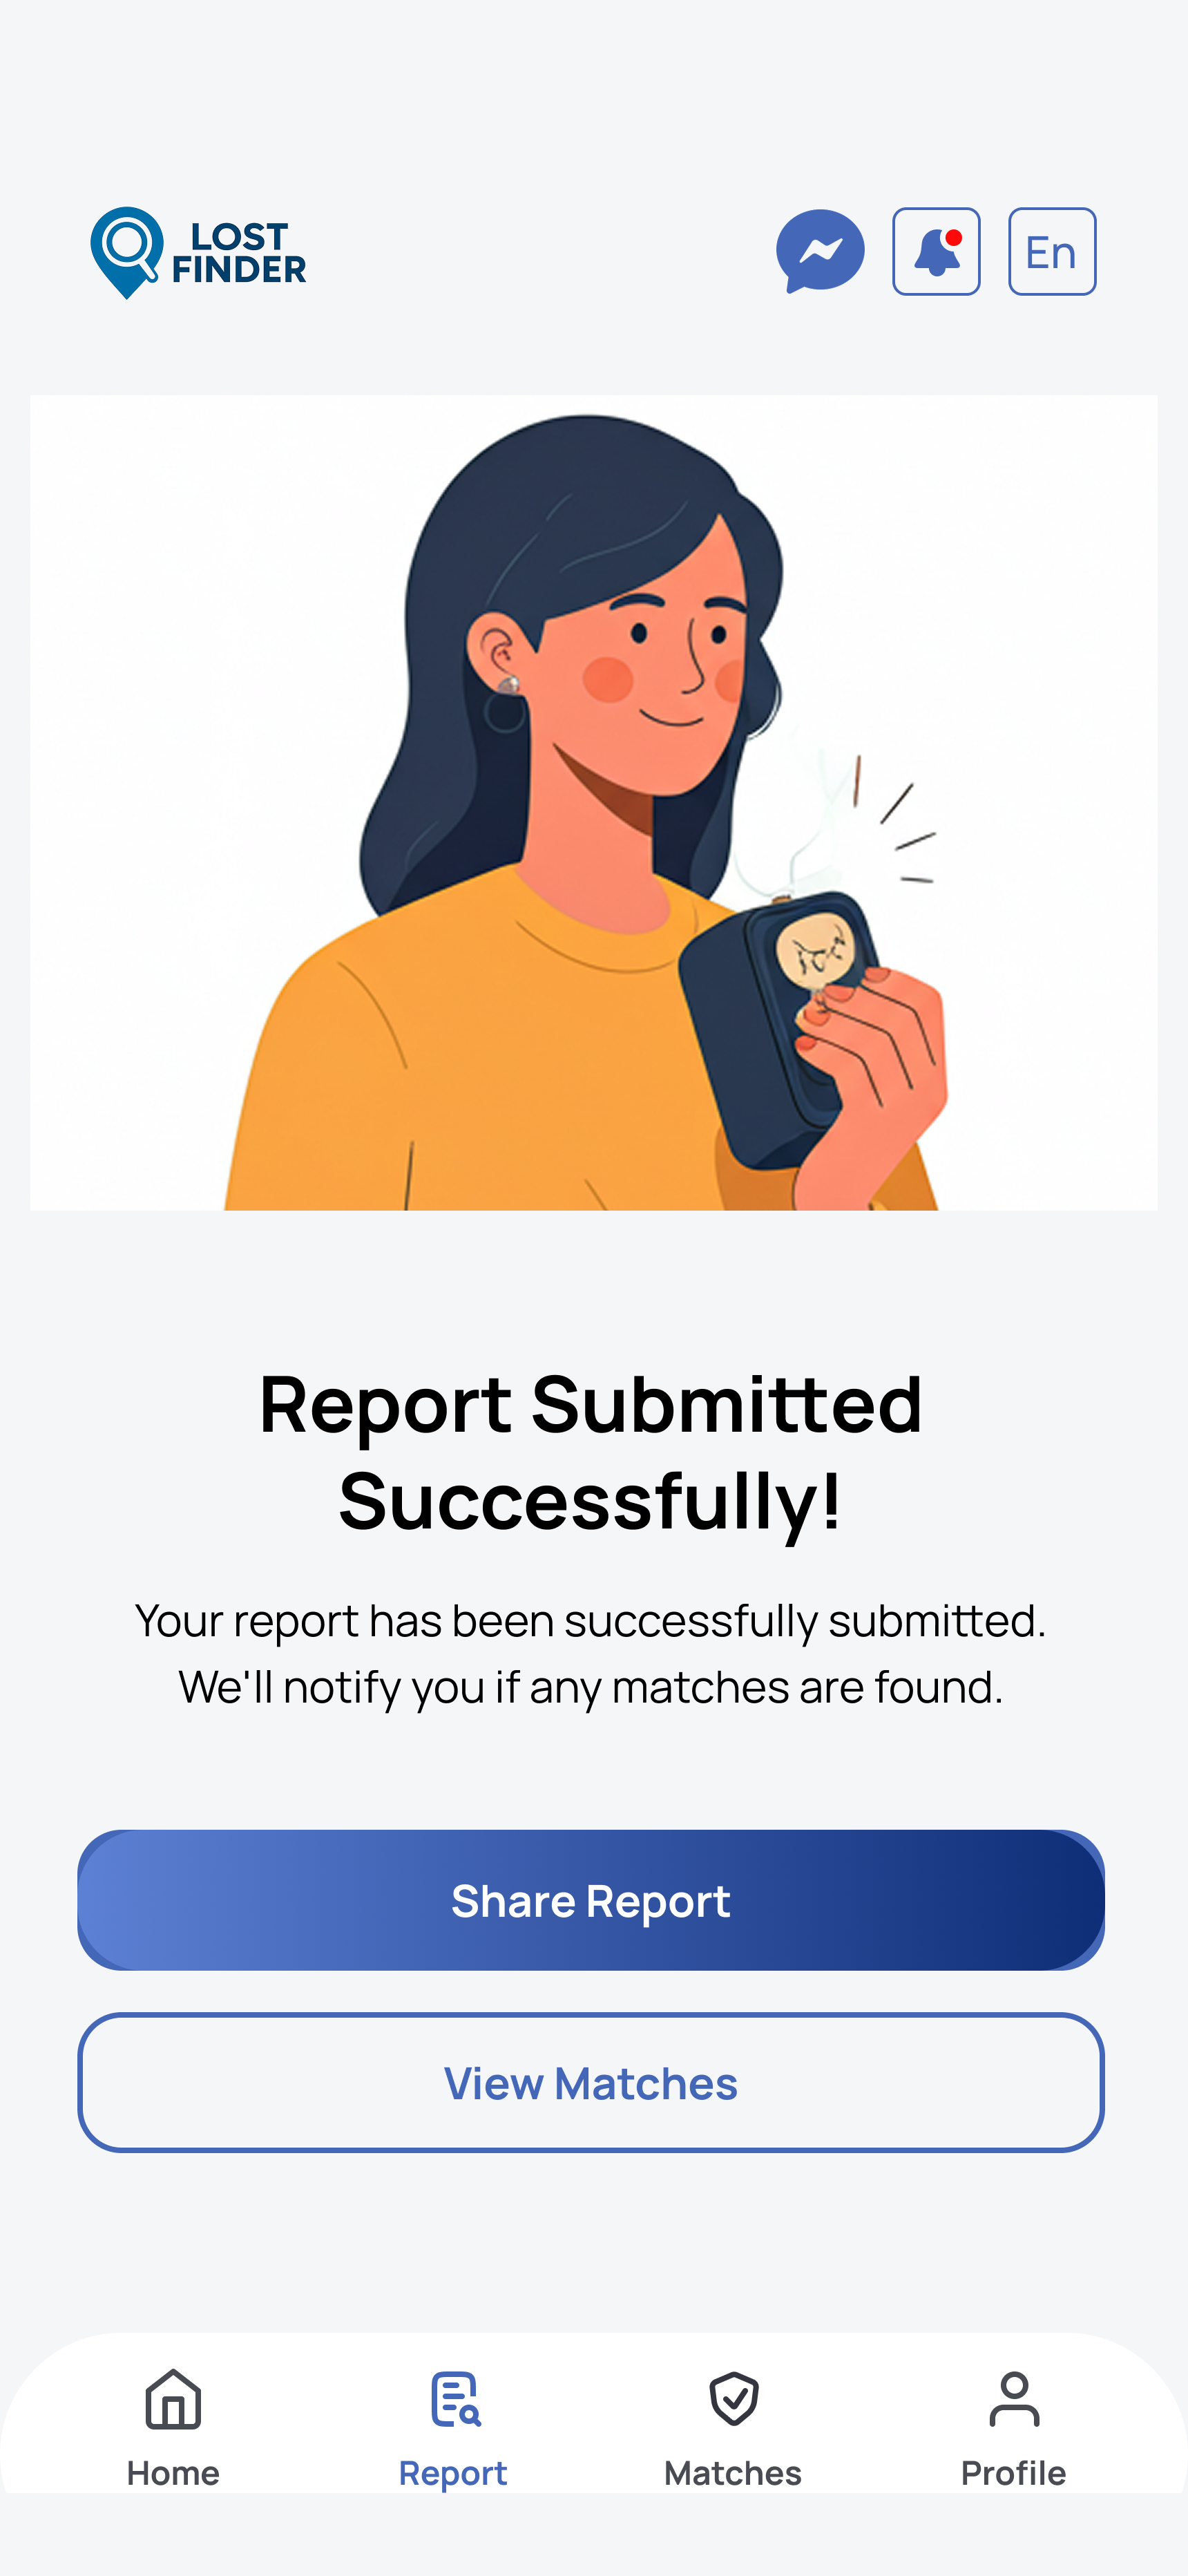 LOST
FINDER
En
Report Submitted
Successfully!
Your report has been successfully submitted.
We'll notify you if any matches are found.
Share Report
View Matches
Home
Report
Matches
Profile